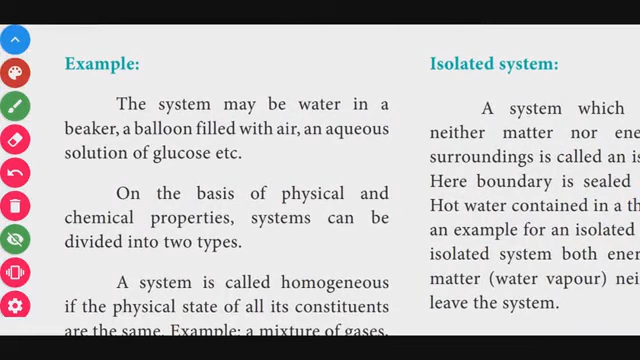 Example:
The system may be water in a
beaker, a balloon filled with air, an aqueous
solution of glucose etc.
On the basis of physical and
chemical properties, systems can be
divided into two types.
A system is called homogeneous
if the physical state of all its constituents
are the same. Example: a mixture of gases,
Isolated system:
A system which
neither matter nor ene
surroundings is called an is
Here boundary is sealed
Hot water contained in a th
an example for an isolated
isolated system both ener
matter (water vapour) nei
leave the system.